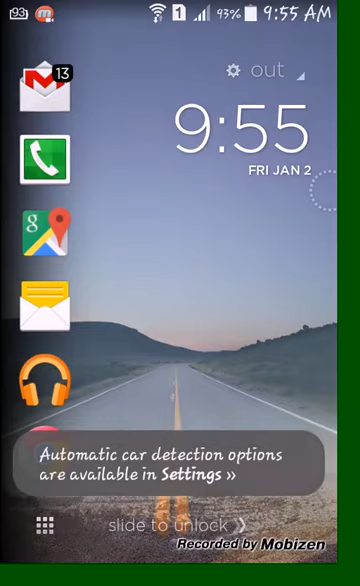 93 1 93% 9:55 AM
13
out
9:55
FRI JAN 2
g
Automatic car detection options
are available in Settings »
slide to unlock ❯
Recorded by Mobizen